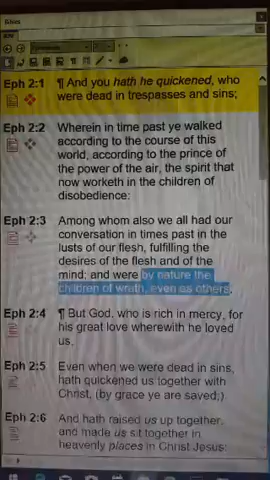 Eph 2:1 ¶ And you hath he quickened, who
were dead in trespasses and sins;
Eph 2:2 Wherein in time past ye walked
according to the course of this
world, according to the prince of
the power of the air, the spirit that
now worketh in the children of
disobedience:
Eph 2:3 Among whom also we all had our
conversation in times past in the
lusts of our flesh, fulfilling the
desires of the flesh and of the
mind; and were by nature the
children of wrath, even as others.
Eph 2:4 ¶ But God, who is rich in mercy, for
his great love wherewith he loved
us,
Eph 2:5 Even when we were dead in sins,
hath quickened us together with
Christ, (by grace ye are saved;)
Eph 2:6 And hath raised us up together,
and made us sit together in
heavenly places in Christ Jesus: